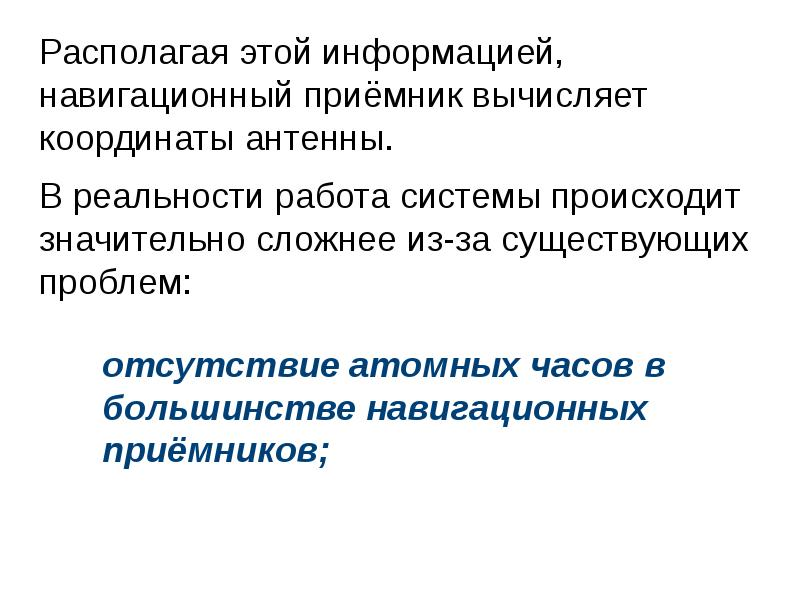 Располагая этой информацией,
навигационный приёмник вычисляет
координаты антенны.
В реальности работа системы происходит
значительно сложнее из-за существующих
проблем:
отсутствие атомных часов в
большинстве навигационных
приёмников;